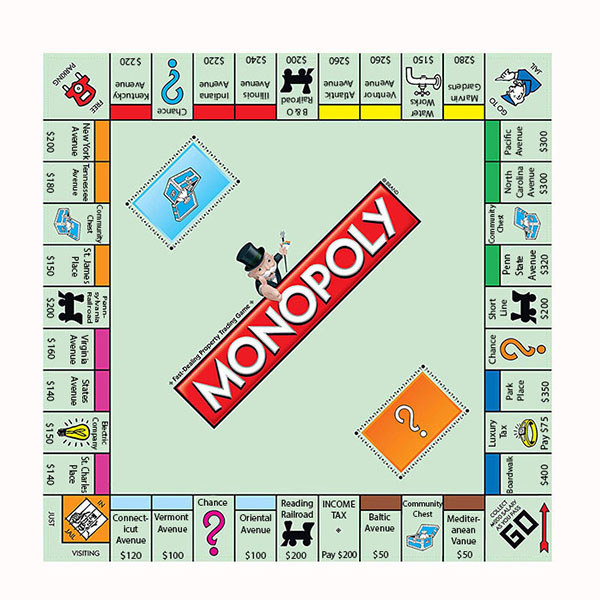 FREE
PARKING
Kentucky
Avenue
$220
Chance
Indiana
Avenue
$220
Illinois
Avenue
$240
B & O
Railroad
$200
Atlantic
Avenue
$260
Ventnor
Avenue
$260
Water
Works
$150
Marvin
Gardens
$280
GO TO
JAIL
New York
Avenue
$200
Tennessee
Avenue
$180
Community
Chest
St. James
Place
$150
Penn-
sylvania
Railroad
$200
Virginia
Avenue
$160
States
Avenue
$140
Electric
Company
$150
St. Charles
Place
$140
BRAND
MONOPOLY
Fast-Dealing Property Trading Game
?
Pacific
Avenue
$300
North
Carolina
Avenue
$300
Community
Chest
Penn
State
Avenue
$320
Short
Line
$200
Chance
Park
Place
$350
Luxury
Tax
Pay $75
Boardwalk
$400
JUST
IN
JAIL
VISITING
Connect-
icut
Avenue
$120
Vermont
Avenue
$100
Chance
Oriental
Avenue
$100
Reading
Railroad
$200
INCOME
TAX
Pay $200
Baltic
Avenue
$50
Community
Chest
Mediter-
ranean
Vanue
$50
COLLECT
M200 SALARY
AS YOU PASS
GO